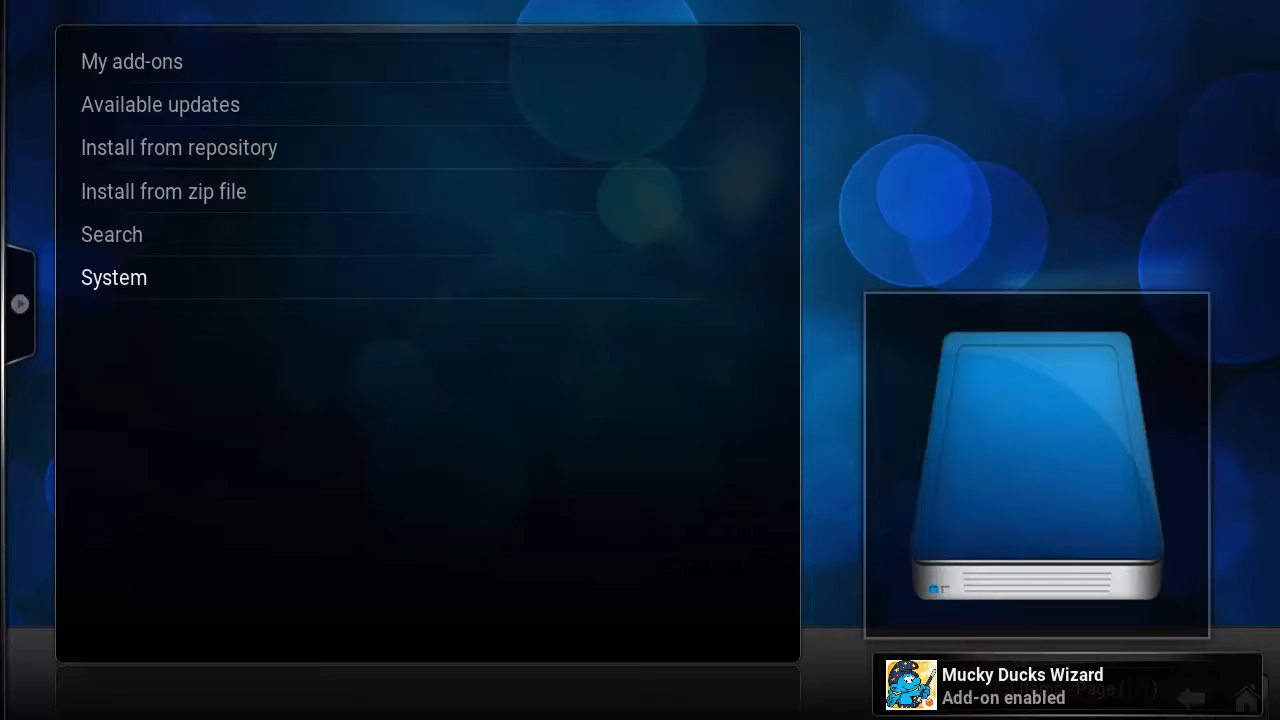 My add-ons
Available updates
Install from repository
Install from zip file
Search
System
Mucky Ducks Wizard
Add-on enabled